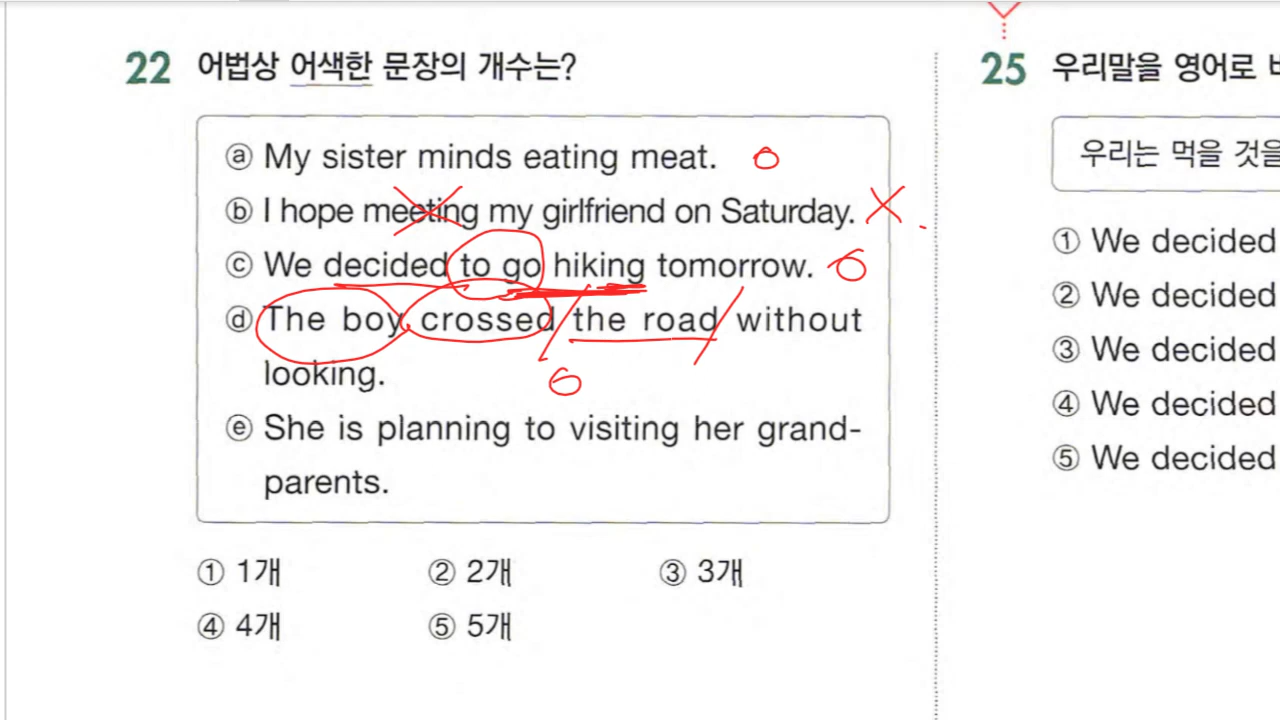 22 어법상 어색한 문장의 개수는?
ⓐ My sister minds eating meat.
ⓑ I hope meeting my girlfriend on Saturday.
ⓒ We decided to go hiking tomorrow.
ⓓ The boy crossed the road without
looking.
ⓔ She is planning to visiting her grand-
parents.
① 1개 ② 2개 ③ 3개
④ 4개 ⑤ 5개
25 우리말을 영어로
우리는 먹을 것을
① We decided
② We decided
③ We decided
④ We decided
⑤ We decided